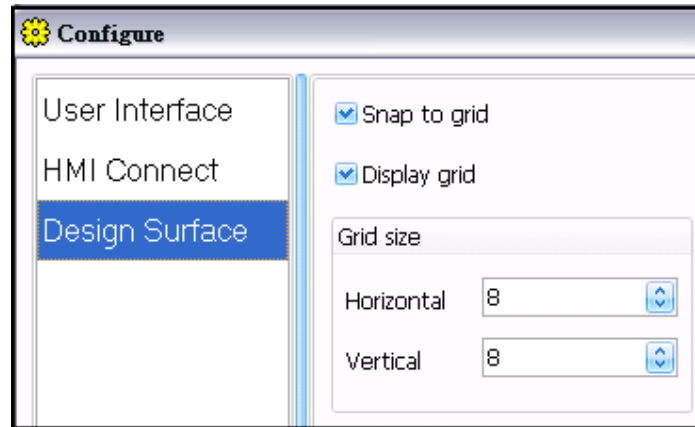 Configure
User Interface
HMI Connect
Design Surface
Snap to grid
Display grid
Grid size
Horizontal 8
Vertical 8